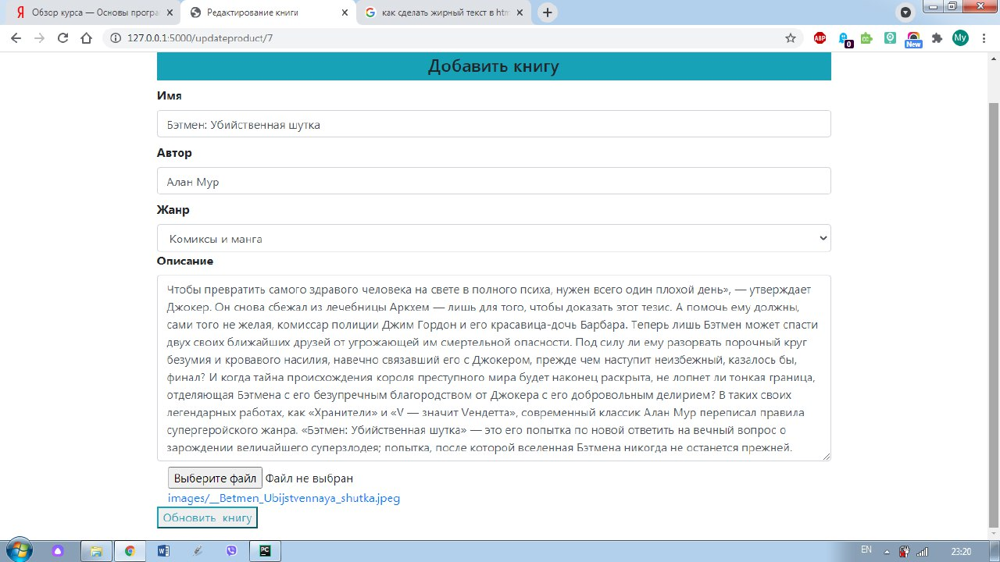 Обзор курса — Основы програ
Редактирование книги
как сделать жирный текст в htm
127.0.0.1:5000/updateproduct/7
ABP
0
New
My
Добавить книгу
Имя
Бэтмен: Убийственная шутка
Автор
Алан Мур
Жанр
Комиксы и манга
Описание
Чтобы превратить самого здравого человека на свете в полного психа, нужен всего один плохой день», — утверждает
Джокер. Он снова сбежал из лечебницы Аркхем — лишь для того, чтобы доказать этот тезис. А помочь ему должны,
сами того не желая, комиссар полиции Джим Гордон и его красавица-дочь Барбара. Теперь лишь Бэтмен может спасти
двух своих ближайших друзей от угрожающей им смертельной опасности. Под силу ли ему разорвать порочный круг
безумия и кровавого насилия, навечно связавший его с Джокером, прежде чем наступит неизбежный, казалось бы,
финал? И когда тайна происхождения короля преступного мира будет наконец раскрыта, не лопнет ли тонкая граница,
отделяющая Бэтмена с его безупречным благородством от Джокера с его добровольным делирием? В таких своих
легендарных работах, как «Хранители» и «V — значит Vендетта», современный классик Алан Мур переписал правила
супергеройского жанра. «Бэтмен: Убийственная шутка» — это его попытка по новой ответить на вечный вопрос о
зарождении величайшего суперзлодея; попытка, после которой вселенная Бэтмена никогда не останется прежней.
Выберите файл Файл не выбран
images/__Betmen_Ubijstvennaya_shutka.jpeg
Обновить книгу
EN
23:20